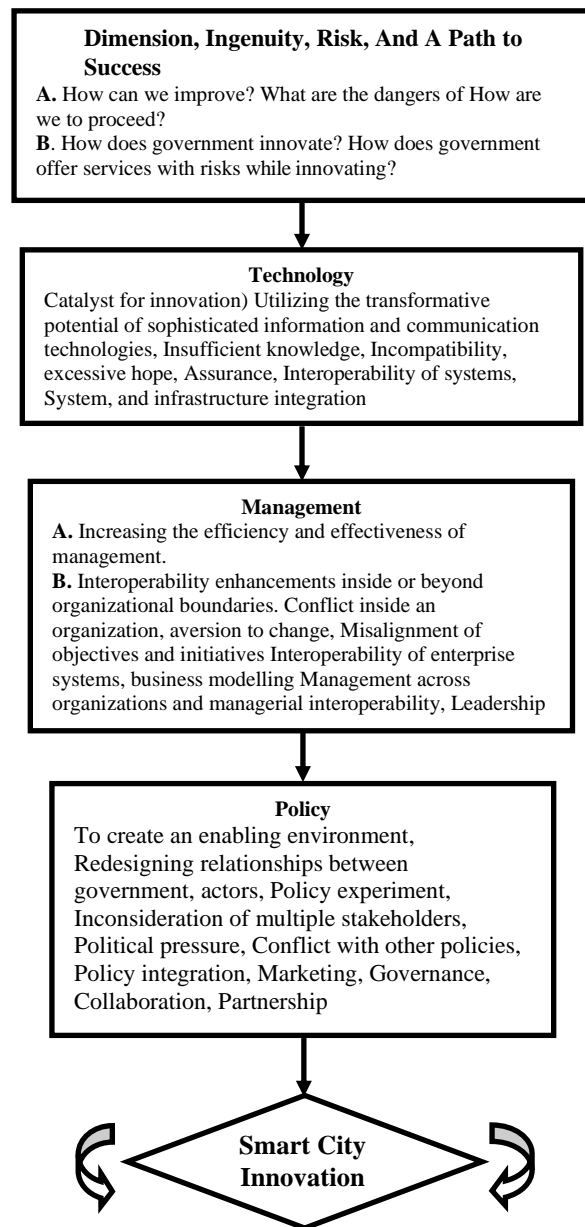 Dimension, Ingenuity, Risk, And A Path to
Success
A. How can we improve? What are the dangers of How are
we to proceed?
B. How does government innovate? How does government
offer services with risks while innovating?
Technology
Catalyst for innovation) Utilizing the transformative
potential of sophisticated information and communication
technologies, Insufficient knowledge, Incompatibility,
excessive hope, Assurance, Interoperability of systems,
System, and infrastructure integration
Management
A. Increasing the efficiency and effectiveness of
management.
B. Interoperability enhancements inside or beyond
organizational boundaries. Conflict inside an
organization, aversion to change, Misalignment of
objectives and initiatives Interoperability of enterprise
systems, business modelling Management across
organizations and managerial interoperability, Leadership
Policy
To create an enabling environment,
Redesigning relationships between
government, actors, Policy experiment,
Inconsideration of multiple stakeholders,
Political pressure, Conflict with other policies,
Policy integration, Marketing, Governance,
Collaboration, Partnership
Smart City
Innovation